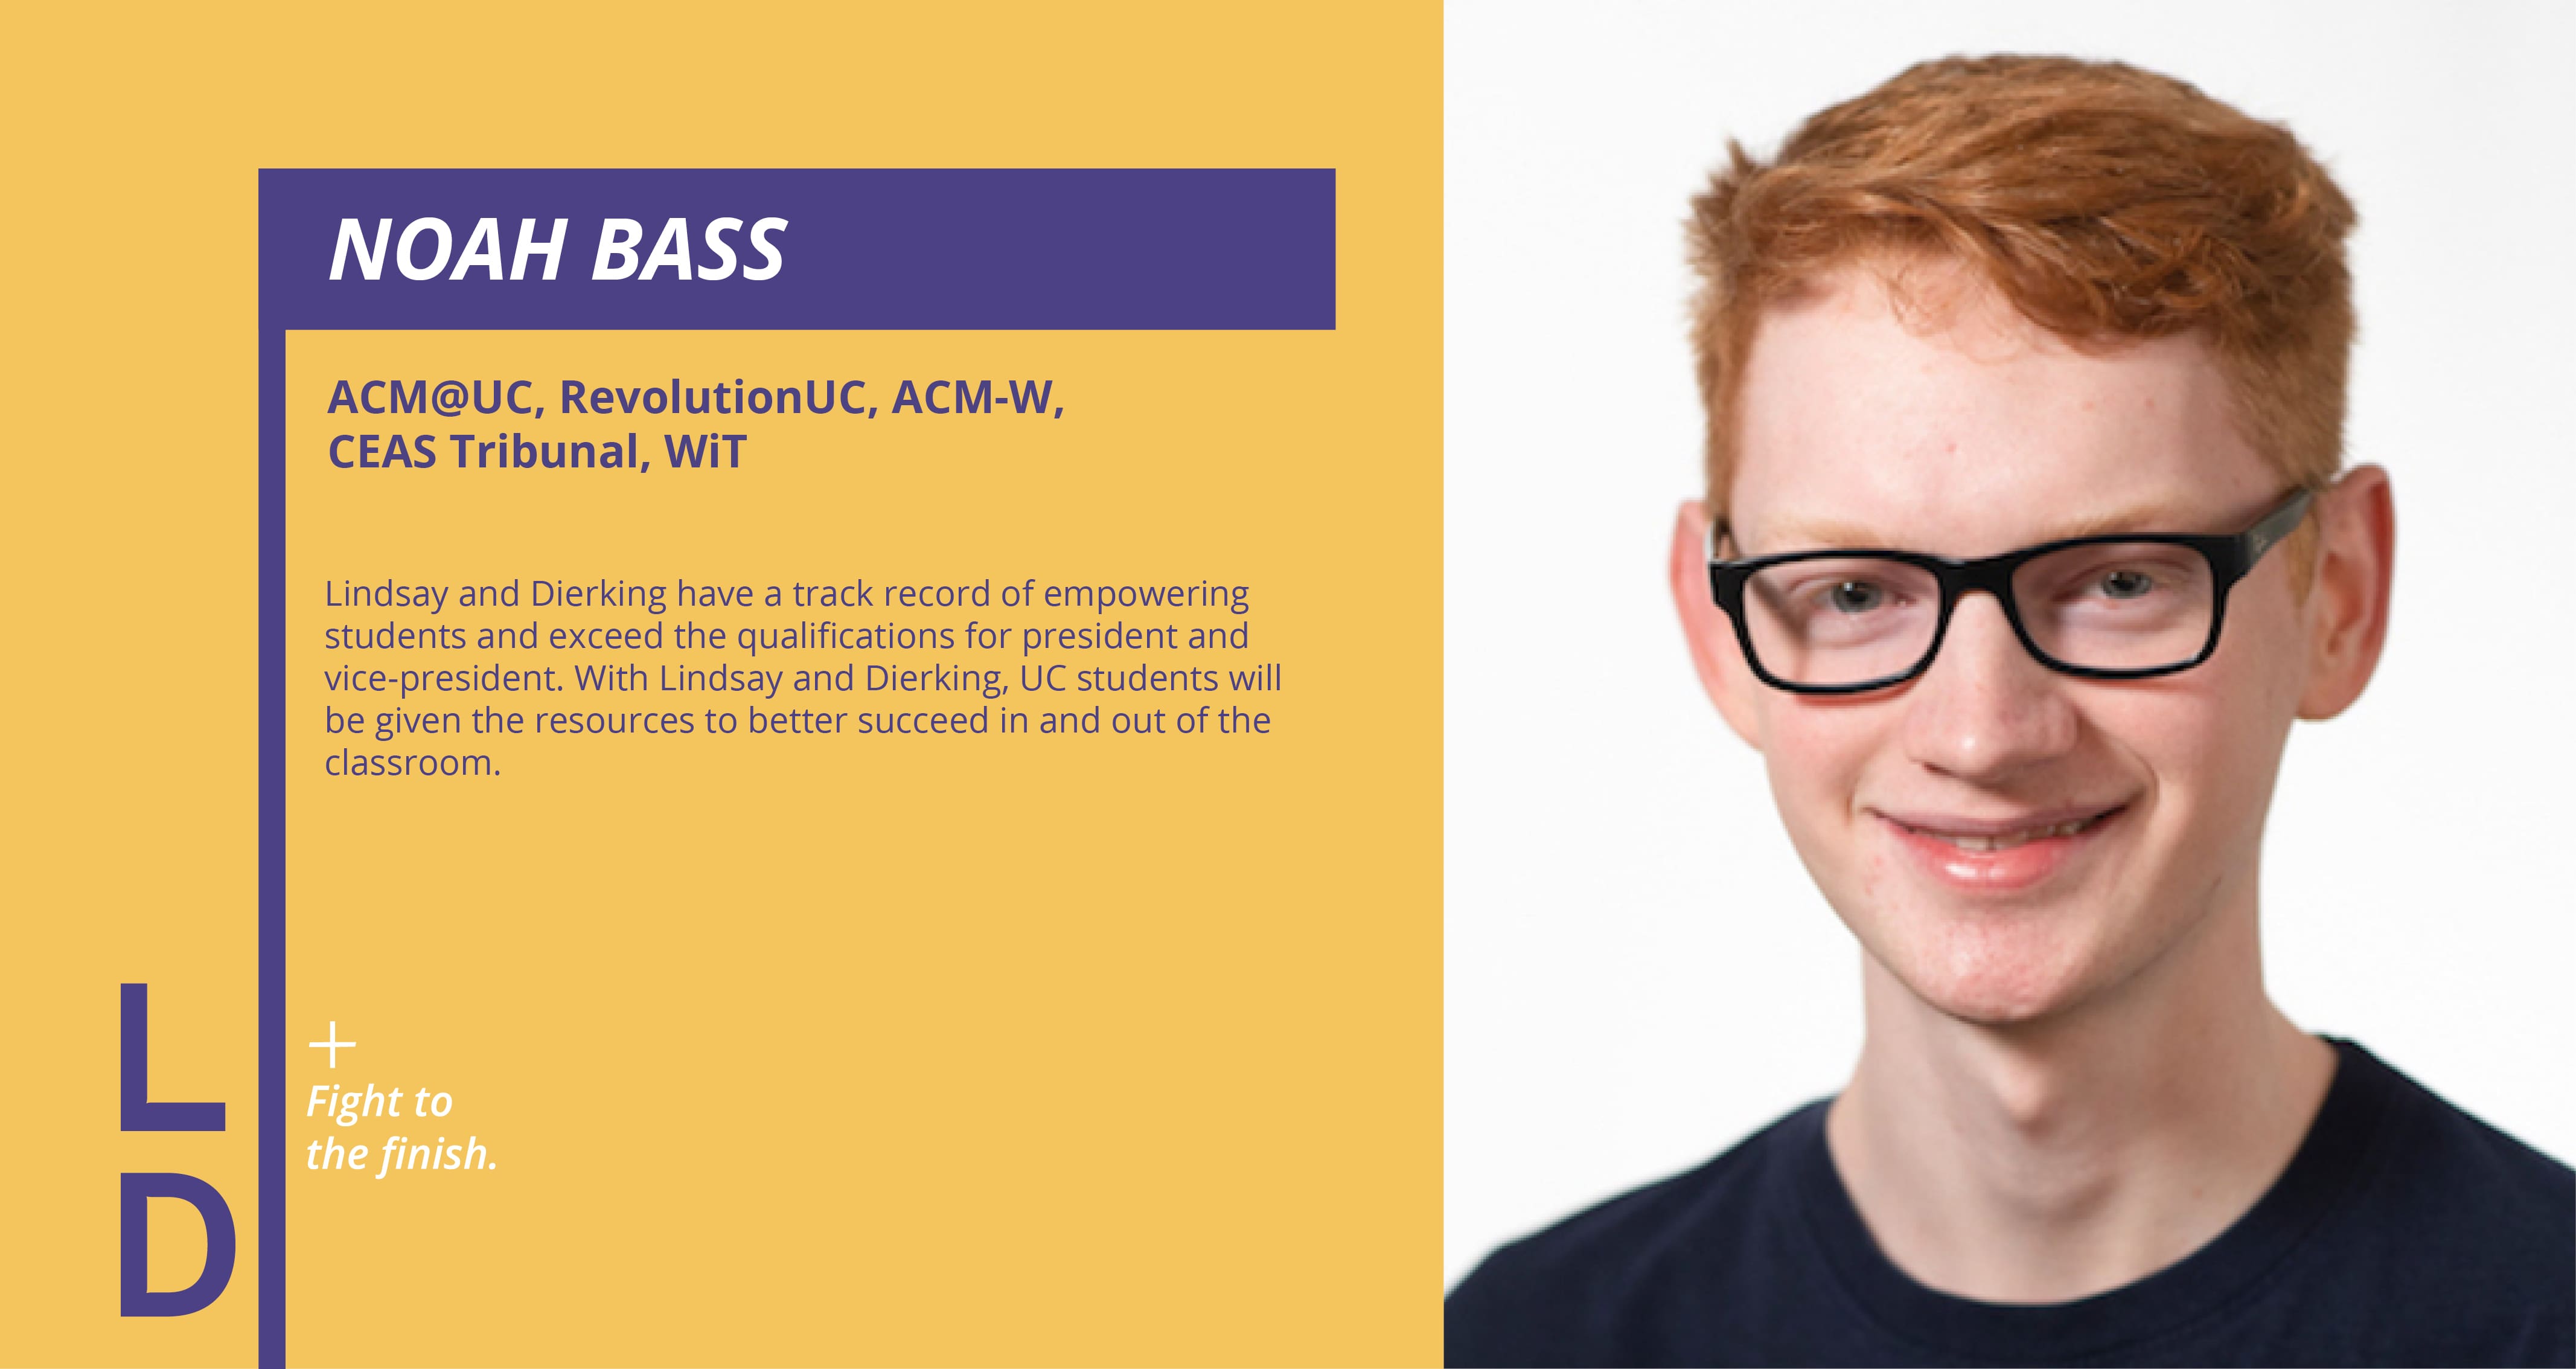 NOAH BASS
ACM@UC, RevolutionUC, ACM-W,
CEAS Tribunal, WiT
Lindsay and Dierking have a track record of empowering
students and exceed the qualifications for president and
vice-president. With Lindsay and Dierking, UC students will
be given the resources to better succeed in and out of the
classroom.
L
D
+
Fight to
the finish.